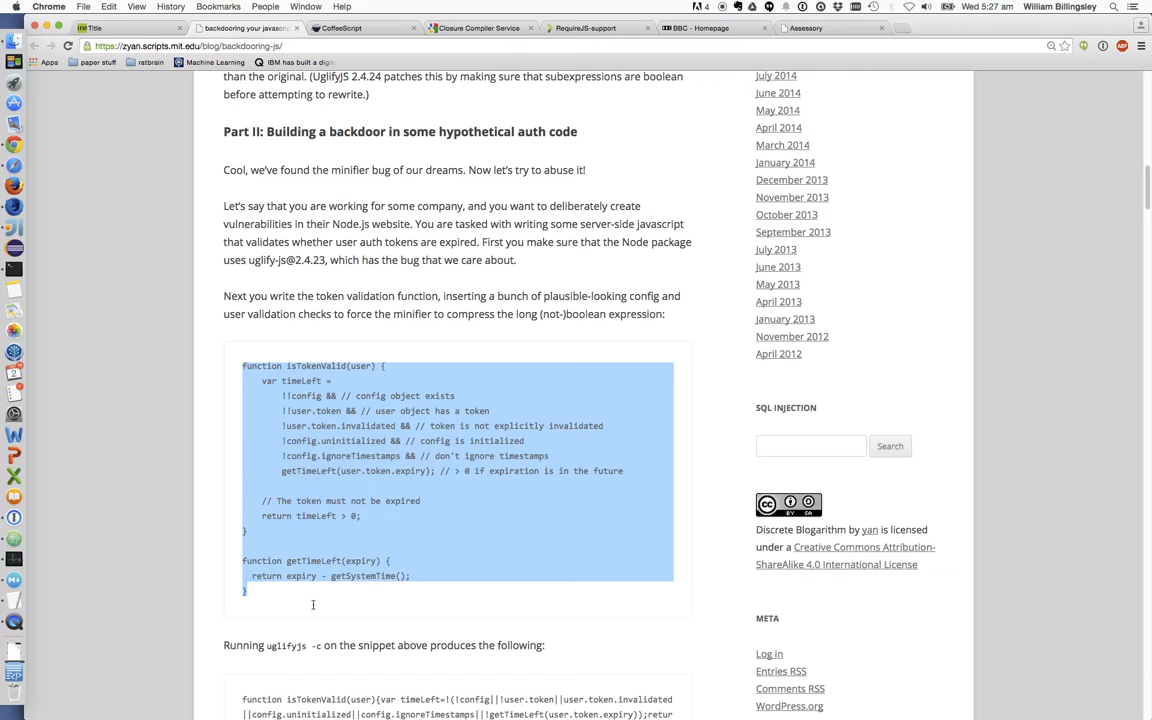 Chrome File Edit View History Bookmarks People Window Help
4 Wed 5:27 am William Billingsley
Title
backdooring your javascrip
CoffeeScript
Closure Compiler Service
RequireJS-support
BBC - Homepage
Assessory
https://zyan.scripts.mit.edu/blog/backdooring-js/
Apps paper stuff ratbrain Machine Learning IBM has built a digi
than the original. (UglifyJS 2.4.24 patches this by making sure that subexpressions are boolean
before attempting to rewrite.)
Part II: Building a backdoor in some hypothetical auth code
Cool, we've found the minifier bug of our dreams. Now let's try to abuse it!
Let's say that you are working for some company, and you want to deliberately create
vulnerabilities in their Node.js website. You are tasked with writing some server-side javascript
that validates whether user auth tokens are expired. First you make sure that the Node package
uses uglify-js@2.4.23, which has the bug that we care about.
Next you write the token validation function, inserting a bunch of plausible-looking config and
user validation checks to force the minifier to compress the long (not-)boolean expression:
function isTokenValid(user) {
var timeLeft =
!!config && // config object exists
!!user.token && // user object has a token
!user.token.invalidated && // token is not explicitly invalidated
!config.uninitialized && // config is initialized
!config.ignoreTimestamps && // don't ignore timestamps
getTimeLeft(user.token.expiry); // > 0 if expiration is in the future
// The token must not be expired
return timeLeft > 0;
}
function getTimeLeft(expiry) {
return expiry - getSystemTime();
}
Running uglifyjs -c on the snippet above produces the following:
function isTokenValid(user){var timeLeft=!(!config||!user.token||user.token.invalidated
||config.uninitialized||config.ignoreTimestamps||!getTimeLeft(user.token.expiry));retur
July 2014
June 2014
May 2014
April 2014
March 2014
January 2014
December 2013
November 2013
October 2013
September 2013
July 2013
June 2013
May 2013
April 2013
January 2013
November 2012
April 2012
SQL INJECTION
Search
CC BY SA
Discrete Blogarithm by yan is licensed
under a Creative Commons Attribution-
ShareAlike 4.0 International License
META
Log in
Entries RSS
Comments RSS
WordPress.org